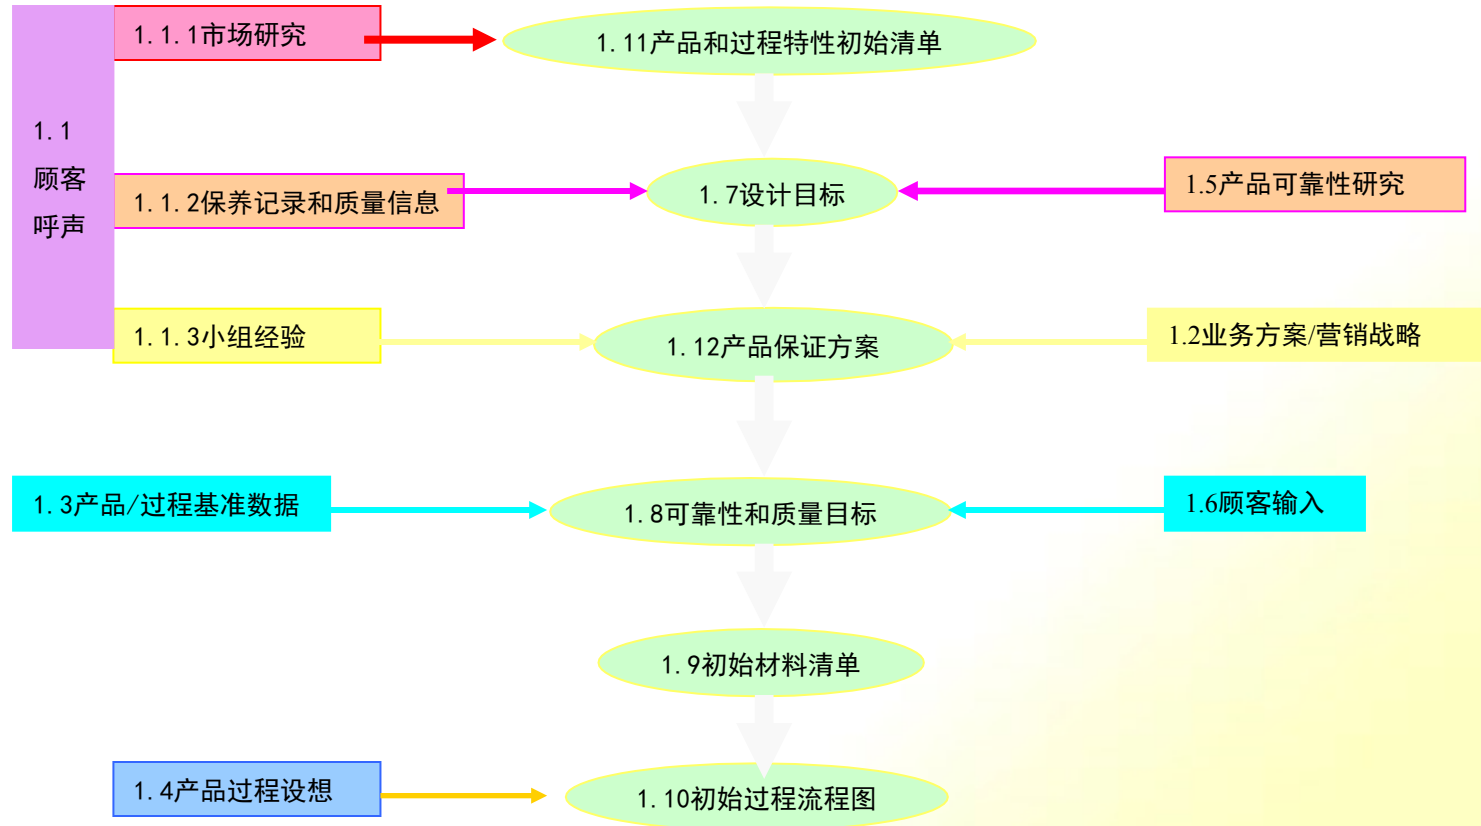 1.1.1市场研究
1.11产品和过程特性初始清单
1.1
顾客
呼声
1.1.2保养记录和质量信息
1.7设计目标
1.5产品可靠性研究
1.1.3小组经验
1.12产品保证方案
1.2业务方案/营销战略
1.3产品/过程基准数据
1.8可靠性和质量目标
1.6顾客输入
1.9初始材料清单
1.4产品过程设想
1.10初始过程流程图